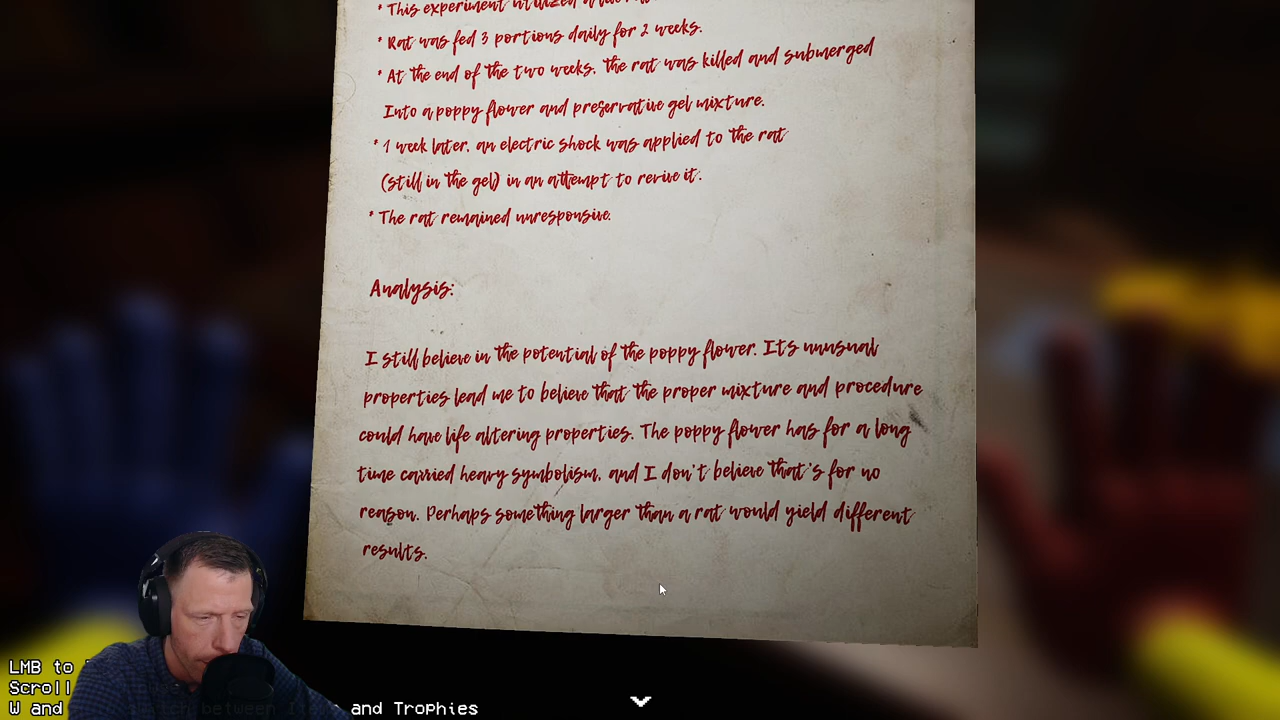 * This experiment utilized a live
* Rat was fed 3 portions daily for 2 weeks.
* At the end of the two weeks, the rat was killed and submerged
Into a poppy flower and preservative gel mixture.
* 1 week later, an electric shock was applied to the rat
(still in the gel) in an attempt to revive it.
* The rat remained unresponsive.
Analysis:
I still believe in the potential of the poppy flower. Its unusual
properties lead me to believe that the proper mixture and procedure
could have life altering properties. The poppy flower has for a long
time carried heavy symbolism, and I don't believe that's for no
reason. Perhaps something larger than a rat would yield different
results.
LMB to
Scroll
W and between and Trophies